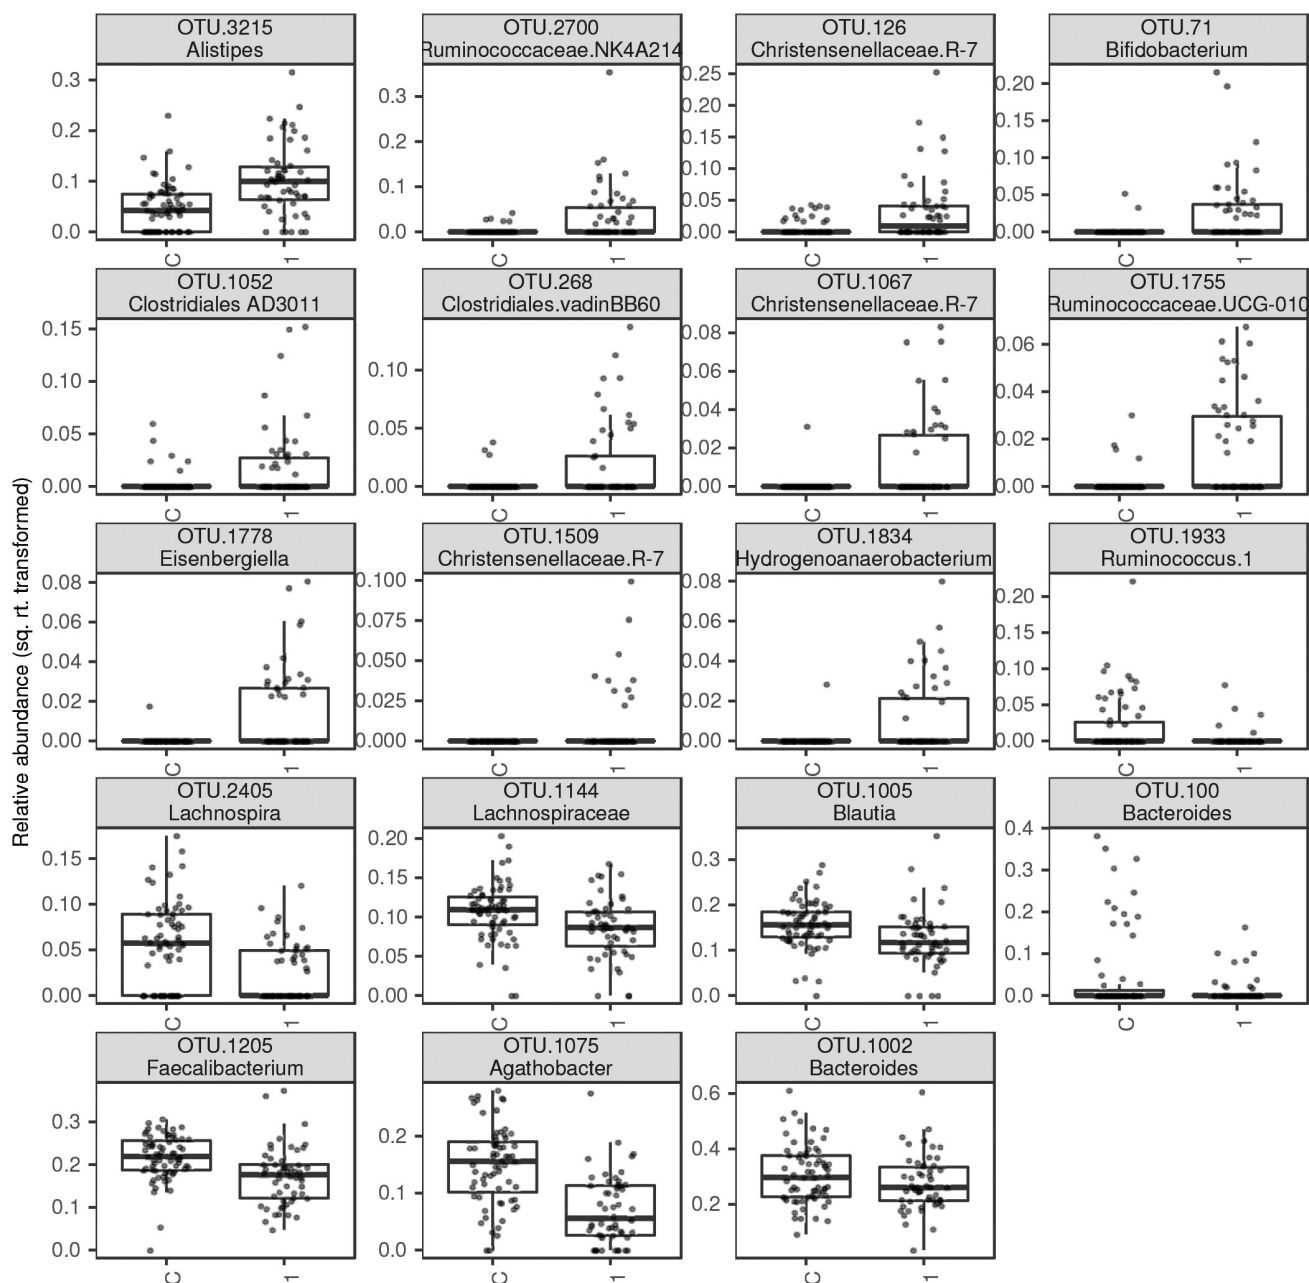 Relative abundance (sq. rt. transformed)
OTU.3215
Alistipes
0.3
0.2
0.1
0.0
C
1
OTU.2700
Ruminococcaceae.NK4A214
0.3
0.2
0.1
0.0
C
1
OTU.126
Christensenellaceae.R-7
0.25
0.20
0.15
0.10
0.05
0.00
C
1
OTU.71
Bifidobacterium
0.20
0.15
0.10
0.05
0.00
C
1
OTU.1052
Clostridiales AD3011
0.15
0.10
0.05
0.00
C
1
OTU.268
Clostridiales.vadinBB60
0.10
0.05
0.00
C
1
OTU.1067
Christensenellaceae.R-7
0.08
0.06
0.04
0.02
0.00
C
1
OTU.1755
Ruminococcaceae.UCG-010
0.06
0.04
0.02
0.00
C
1
OTU.1778
Eisenbergiella
0.08
0.06
0.04
0.02
0.00
C
1
OTU.1509
Christensenellaceae.R-7
0.100
0.075
0.050
0.025
0.000
C
1
OTU.1834
Hydrogenoanaerobacterium
0.08
0.06
0.04
0.02
0.00
C
1
OTU.1933
Ruminococcus.1
0.20
0.15
0.10
0.05
0.00
C
1
OTU.2405
Lachnospira
0.15
0.10
0.05
0.00
C
1
OTU.1144
Lachnospiraceae
0.20
0.15
0.10
0.05
0.00
C
1
OTU.1005
Blautia
0.3
0.2
0.1
0.0
C
1
OTU.100
Bacteroides
0.4
0.3
0.2
0.1
0.0
C
1
OTU.1205
Faecalibacterium
0.3
0.2
0.1
0.0
C
1
OTU.1075
Agathobacter
0.2
0.1
0.0
C
1
OTU.1002
Bacteroides
0.6
0.4
0.2
C
1